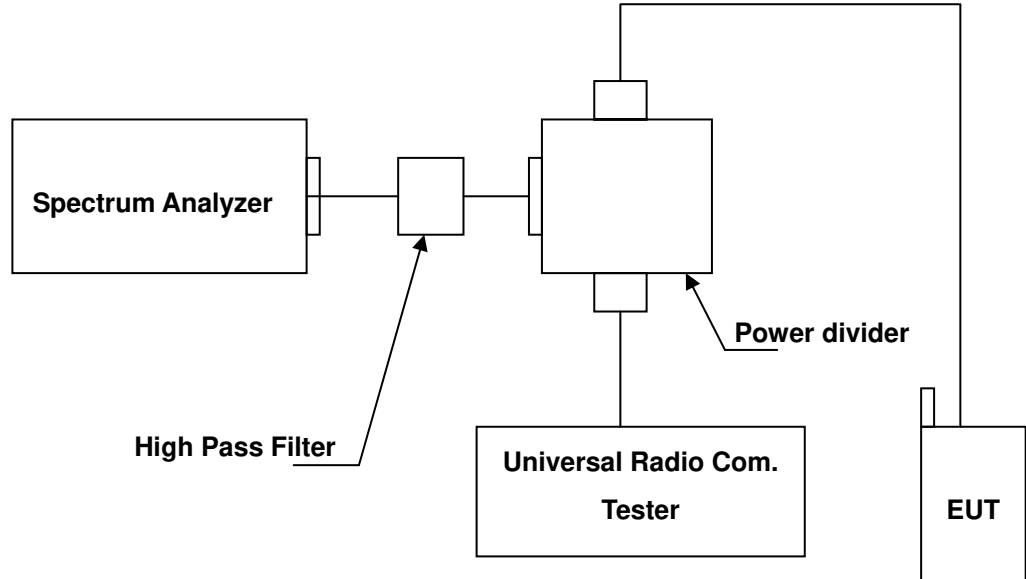 Spectrum Analyzer
Power divider
High Pass Filter
Universal Radio Com.
Tester
EUT